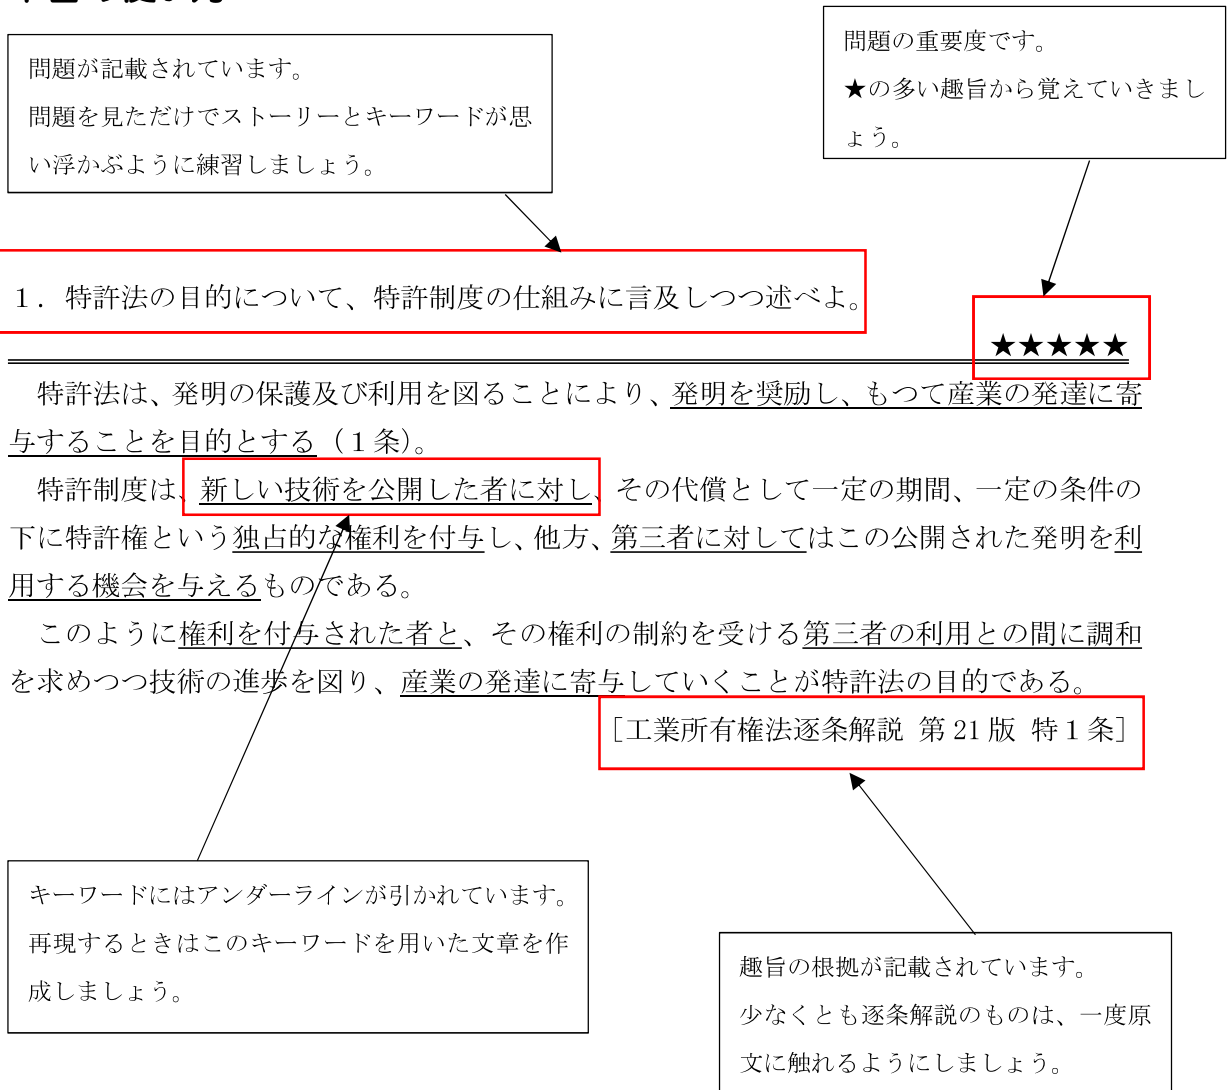 問題が記載されています。
問題を見ただけでストーリーとキーワードが思
い浮かぶように練習しましょう。
問題の重要度です。
★の多い趣旨から覚えていきまし
ょう。
１．特許法の目的について、特許制度の仕組みに言及しつつ述べよ。
★★★★★
特許法は、発明の保護及び利用を図ることにより、発明を奨励し、もつて産業の発達に寄
与することを目的とする（１条）。
特許制度は、新しい技術を公開した者に対し、その代償として一定の期間、一定の条件の
下に特許権という独占的な権利を付与し、他方、第三者に対してはこの公開された発明を利
用する機会を与えるものである。
このように権利を付与された者と、その権利の制約を受ける第三者の利用との間に調和
を求めつつ技術の進歩を図り、産業の発達に寄与していくことが特許法の目的である。
［工業所有権法逐条解説 第 21 版 特１条］
キーワードにはアンダーラインが引かれています。
再現するときはこのキーワードを用いた文章を作
成しましょう。
趣旨の根拠が記載されています。
少なくとも逐条解説のものは、一度原
文に触れるようにしましょう。